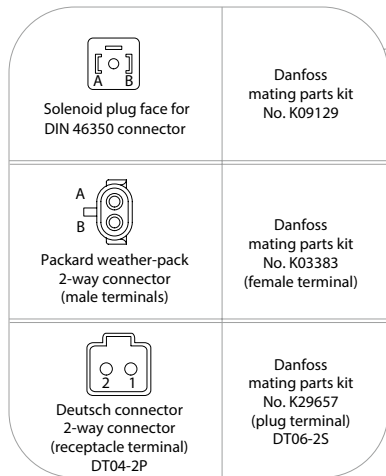 A B
Solenoid plug face for
DIN 46350 connector
Danfoss
mating parts kit
No. K09129
A
B
Packard weather-pack
2-way connector
(male terminals)
Danfoss
mating parts kit
No. K03383
(female terminal)
2 1
Deutsch connector
2-way connector
(receptacle terminal)
DT04-2P
Danfoss
mating parts kit
No. K29657
(plug terminal)
DT06-2S